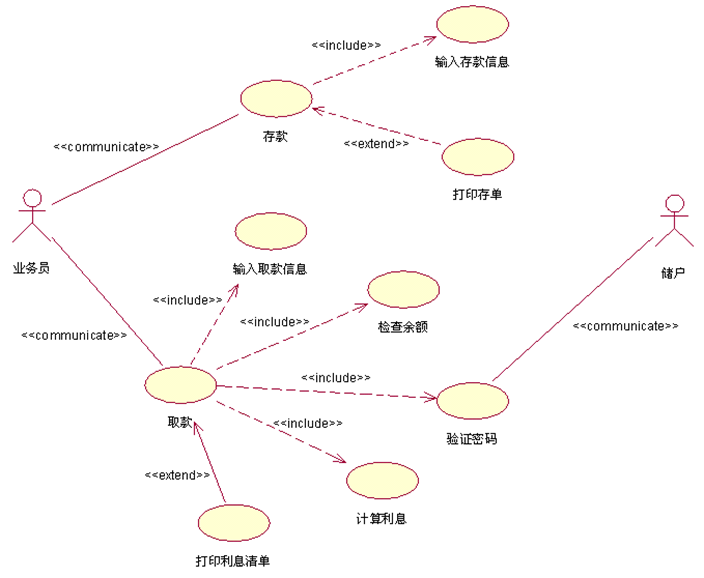 <<include>>
输入存款信息
存款
<<communicate>>
<<extend>>
打印存单
业务员
储户
输入取款信息
<<include>>
<<include>>
检查余额
<<communicate>>
<<communicate>>
<<include>>
取款
验证密码
<<include>>
<<extend>>
计算利息
打印利息清单